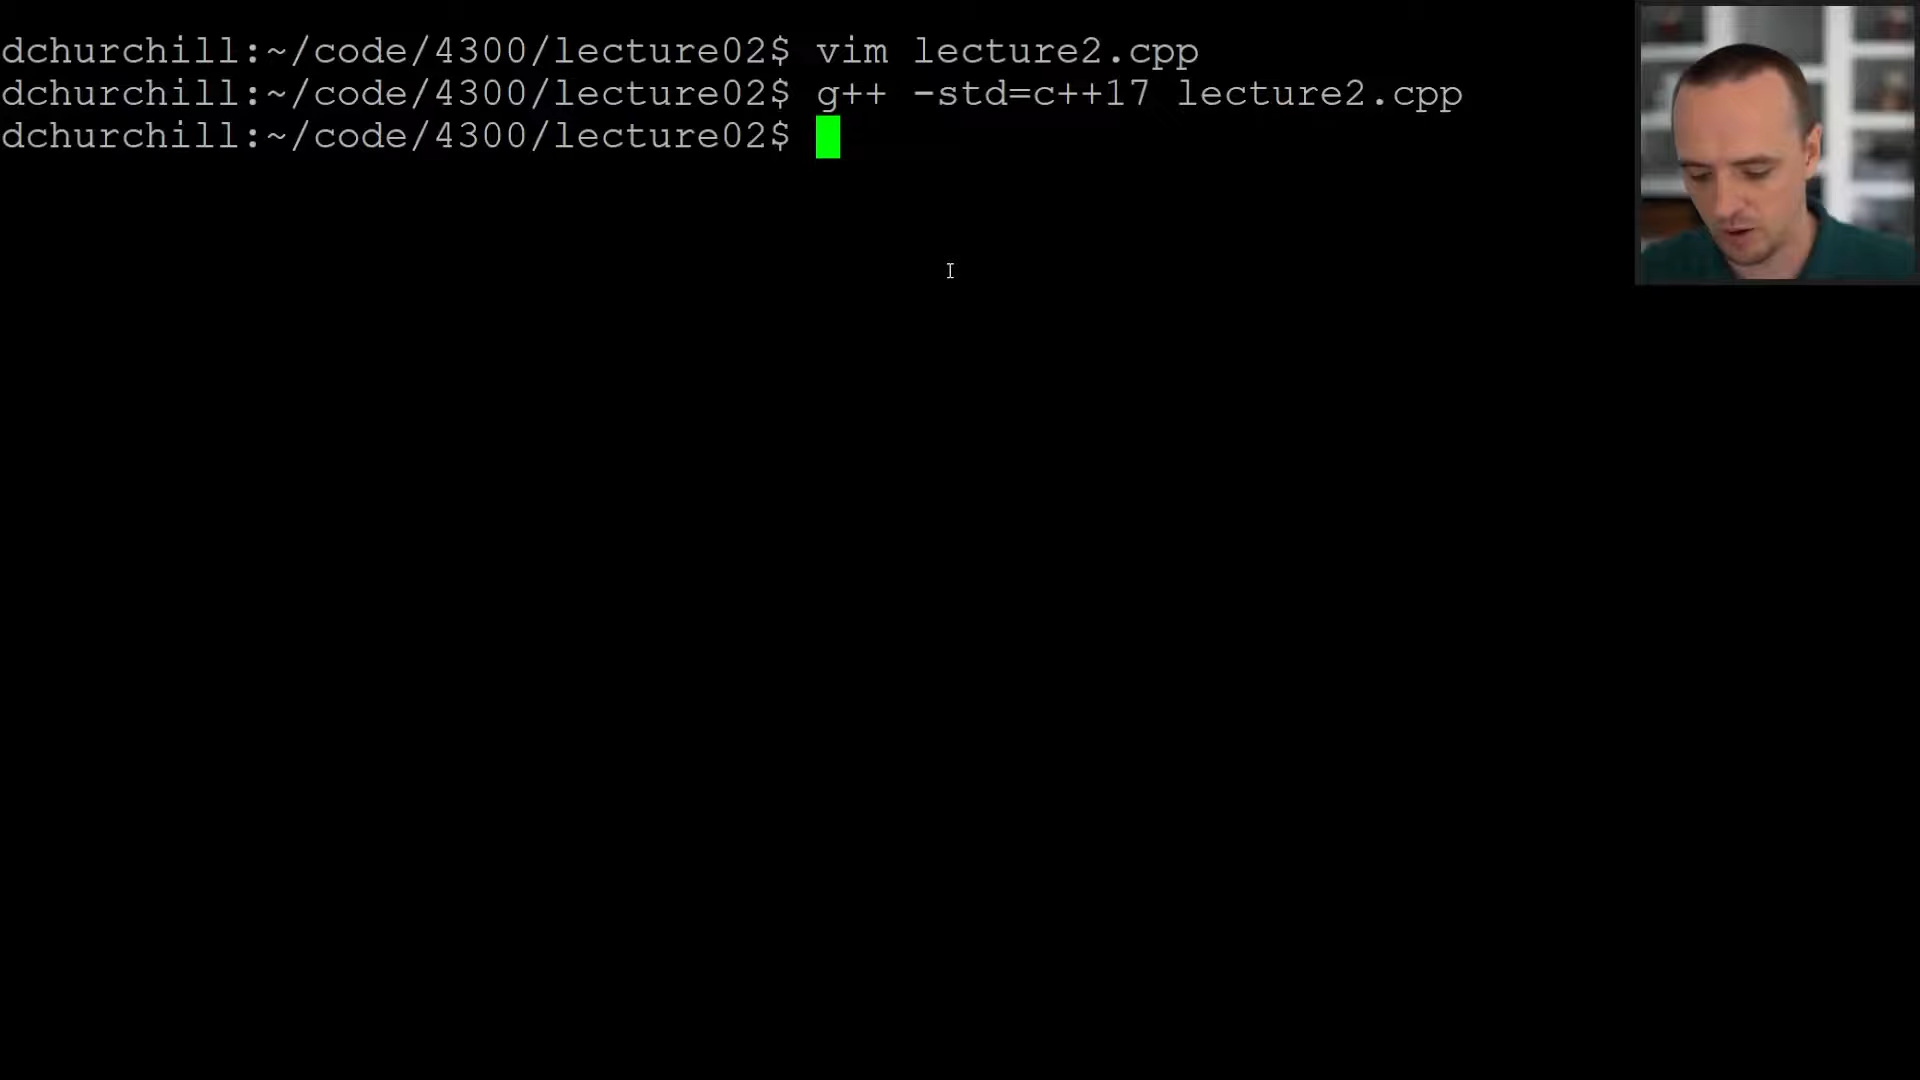 dchurchill:~/code/4300/lecture02$ vim lecture2.cpp
dchurchill:~/code/4300/lecture02$ g++ -std=c++17 lecture2.cpp
dchurchill:~/code/4300/lecture02$